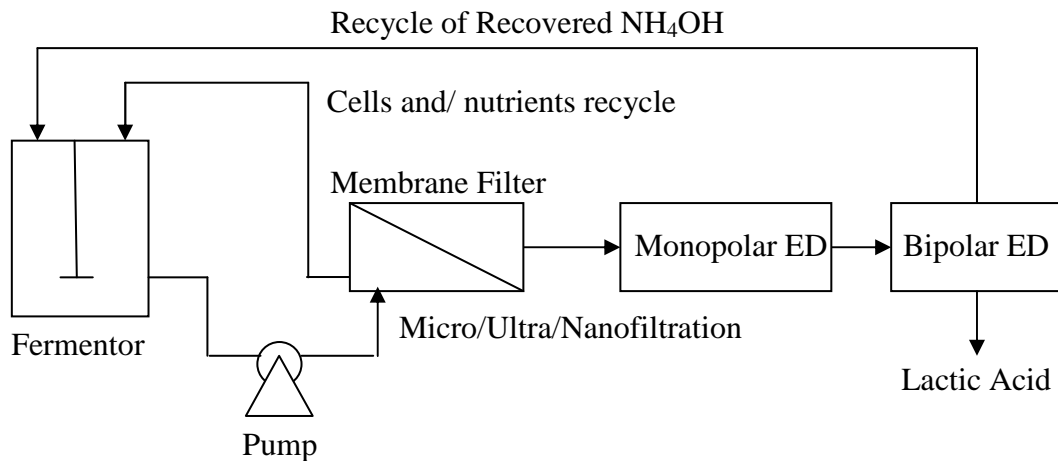 Recycle of Recovered NH₄OH
Cells and/ nutrients recycle
Membrane Filter
Monopolar ED
Bipolar ED
Micro/Ultra/Nanofiltration
Fermentor
Lactic Acid
Pump